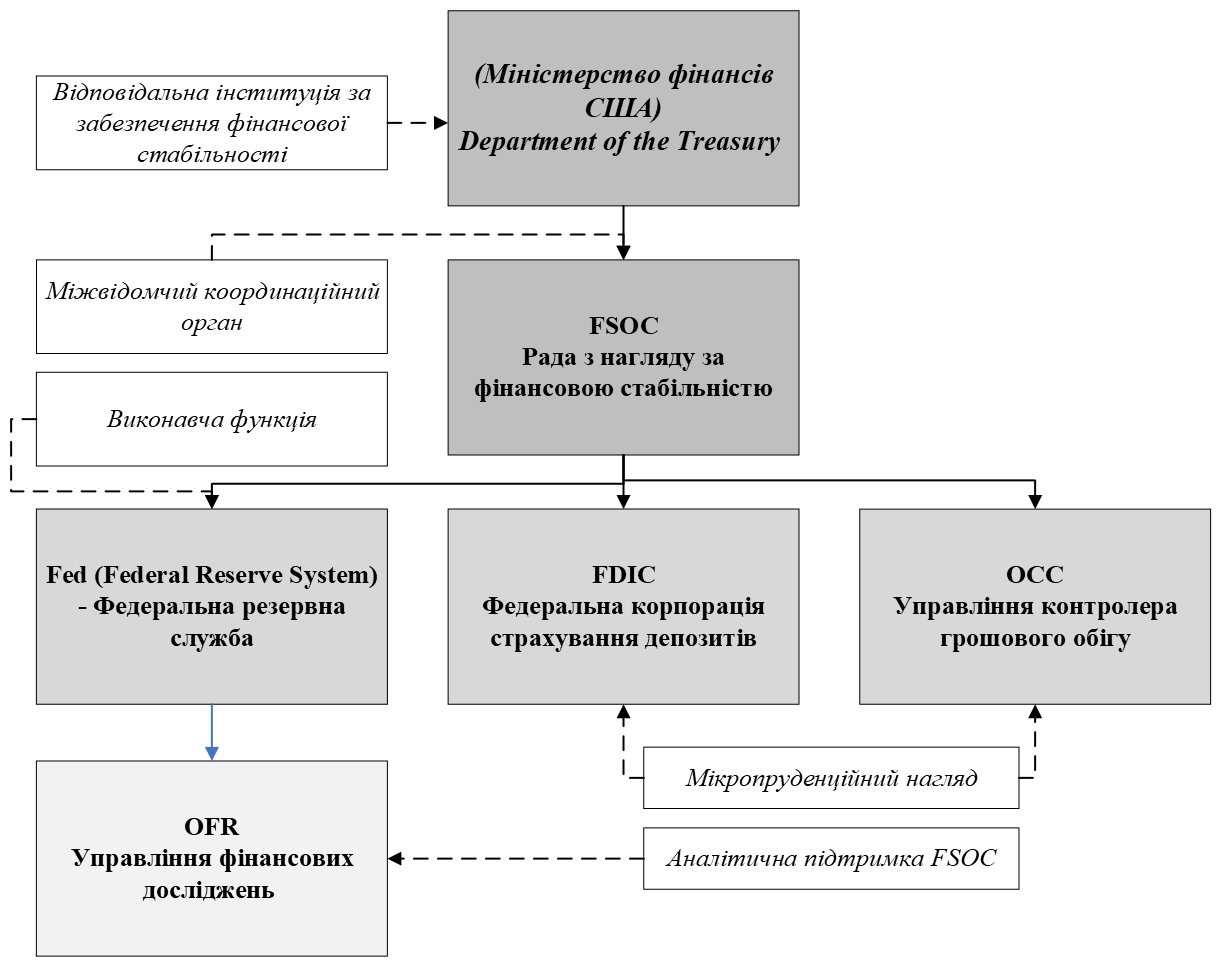 (Міністерство фінансів
США)
Department of the Treasury
Відповідальна інституція за
забезпечення фінансової
стабільності
Міжвідомчий координаційний
орган
FSOC
Рада з нагляду за
фінансовою стабільністю
Виконавча функція
Fed (Federal Reserve System)
- Федеральна резервна
служба
FDIC
Федеральна корпорація
страхування депозитів
OCC
Управління контролера
грошового обігу
Мікропруденційний нагляд
OFR
Управління фінансових
досліджень
Аналітична підтримка FSOC